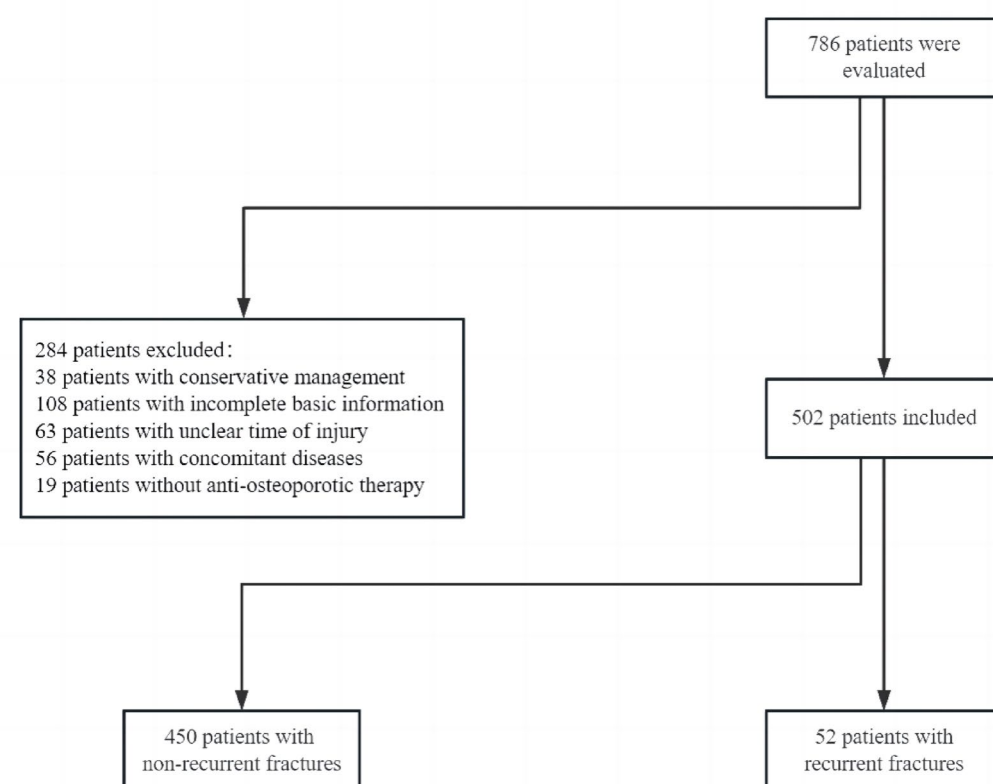 786 patients were
evaluated
284 patients excluded：
38 patients with conservative management
108 patients with incomplete basic information
63 patients with unclear time of injury
56 patients with concomitant diseases
19 patients without anti-osteoporotic therapy
502 patients included
450 patients with
non-recurrent fractures
52 patients with
recurrent fractures